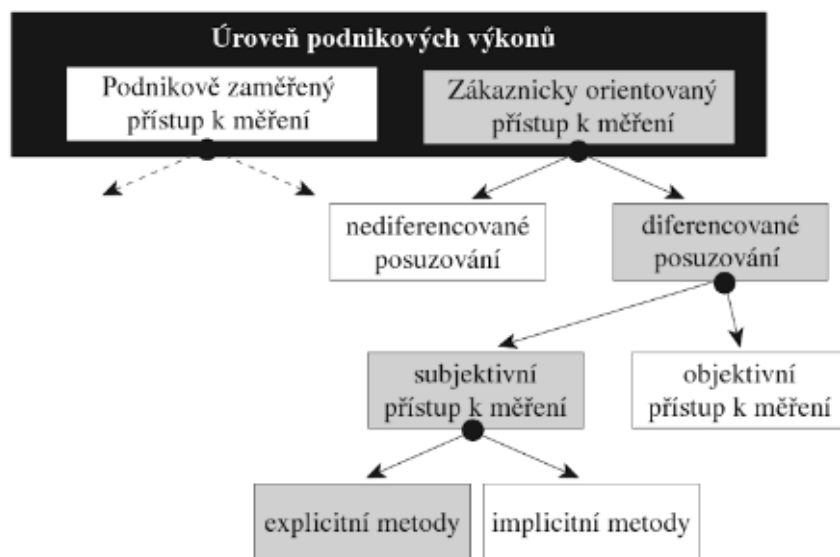 Úroveň podnikových výkonů
Podnikově zaměřený
přístup k měření
Zákaznicky orientovaný
přístup k měření
nediferencované
posuzování
diferencované
posuzování
subjektivní
přístup k měření
objektivní
přístup k měření
explicitní metody
implicitní metody